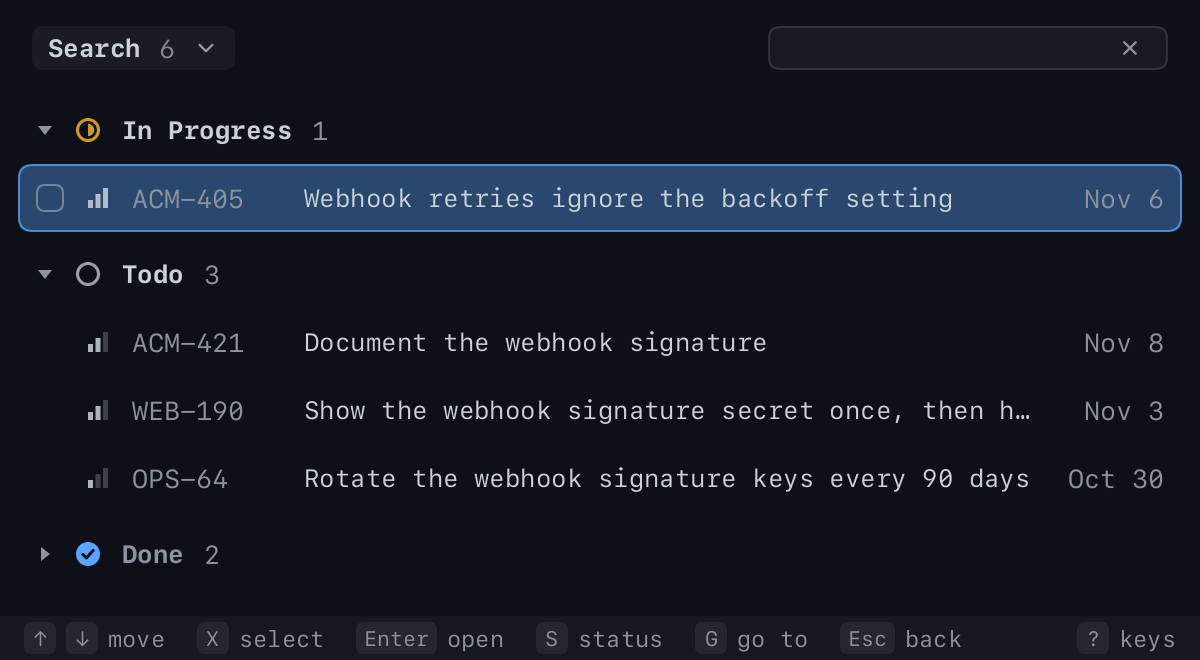 Search 6
In Progress 1
ACM-405 Webhook retries ignore the backoff setting Nov 6
Todo 3
ACM-421 Document the webhook signature Nov 8
WEB-190 Show the webhook signature secret once, then h… Nov 3
OPS-64 Rotate the webhook signature keys every 90 days Oct 30
Done 2
↑ ↓ move X select Enter open S status G go to Esc back ? keys